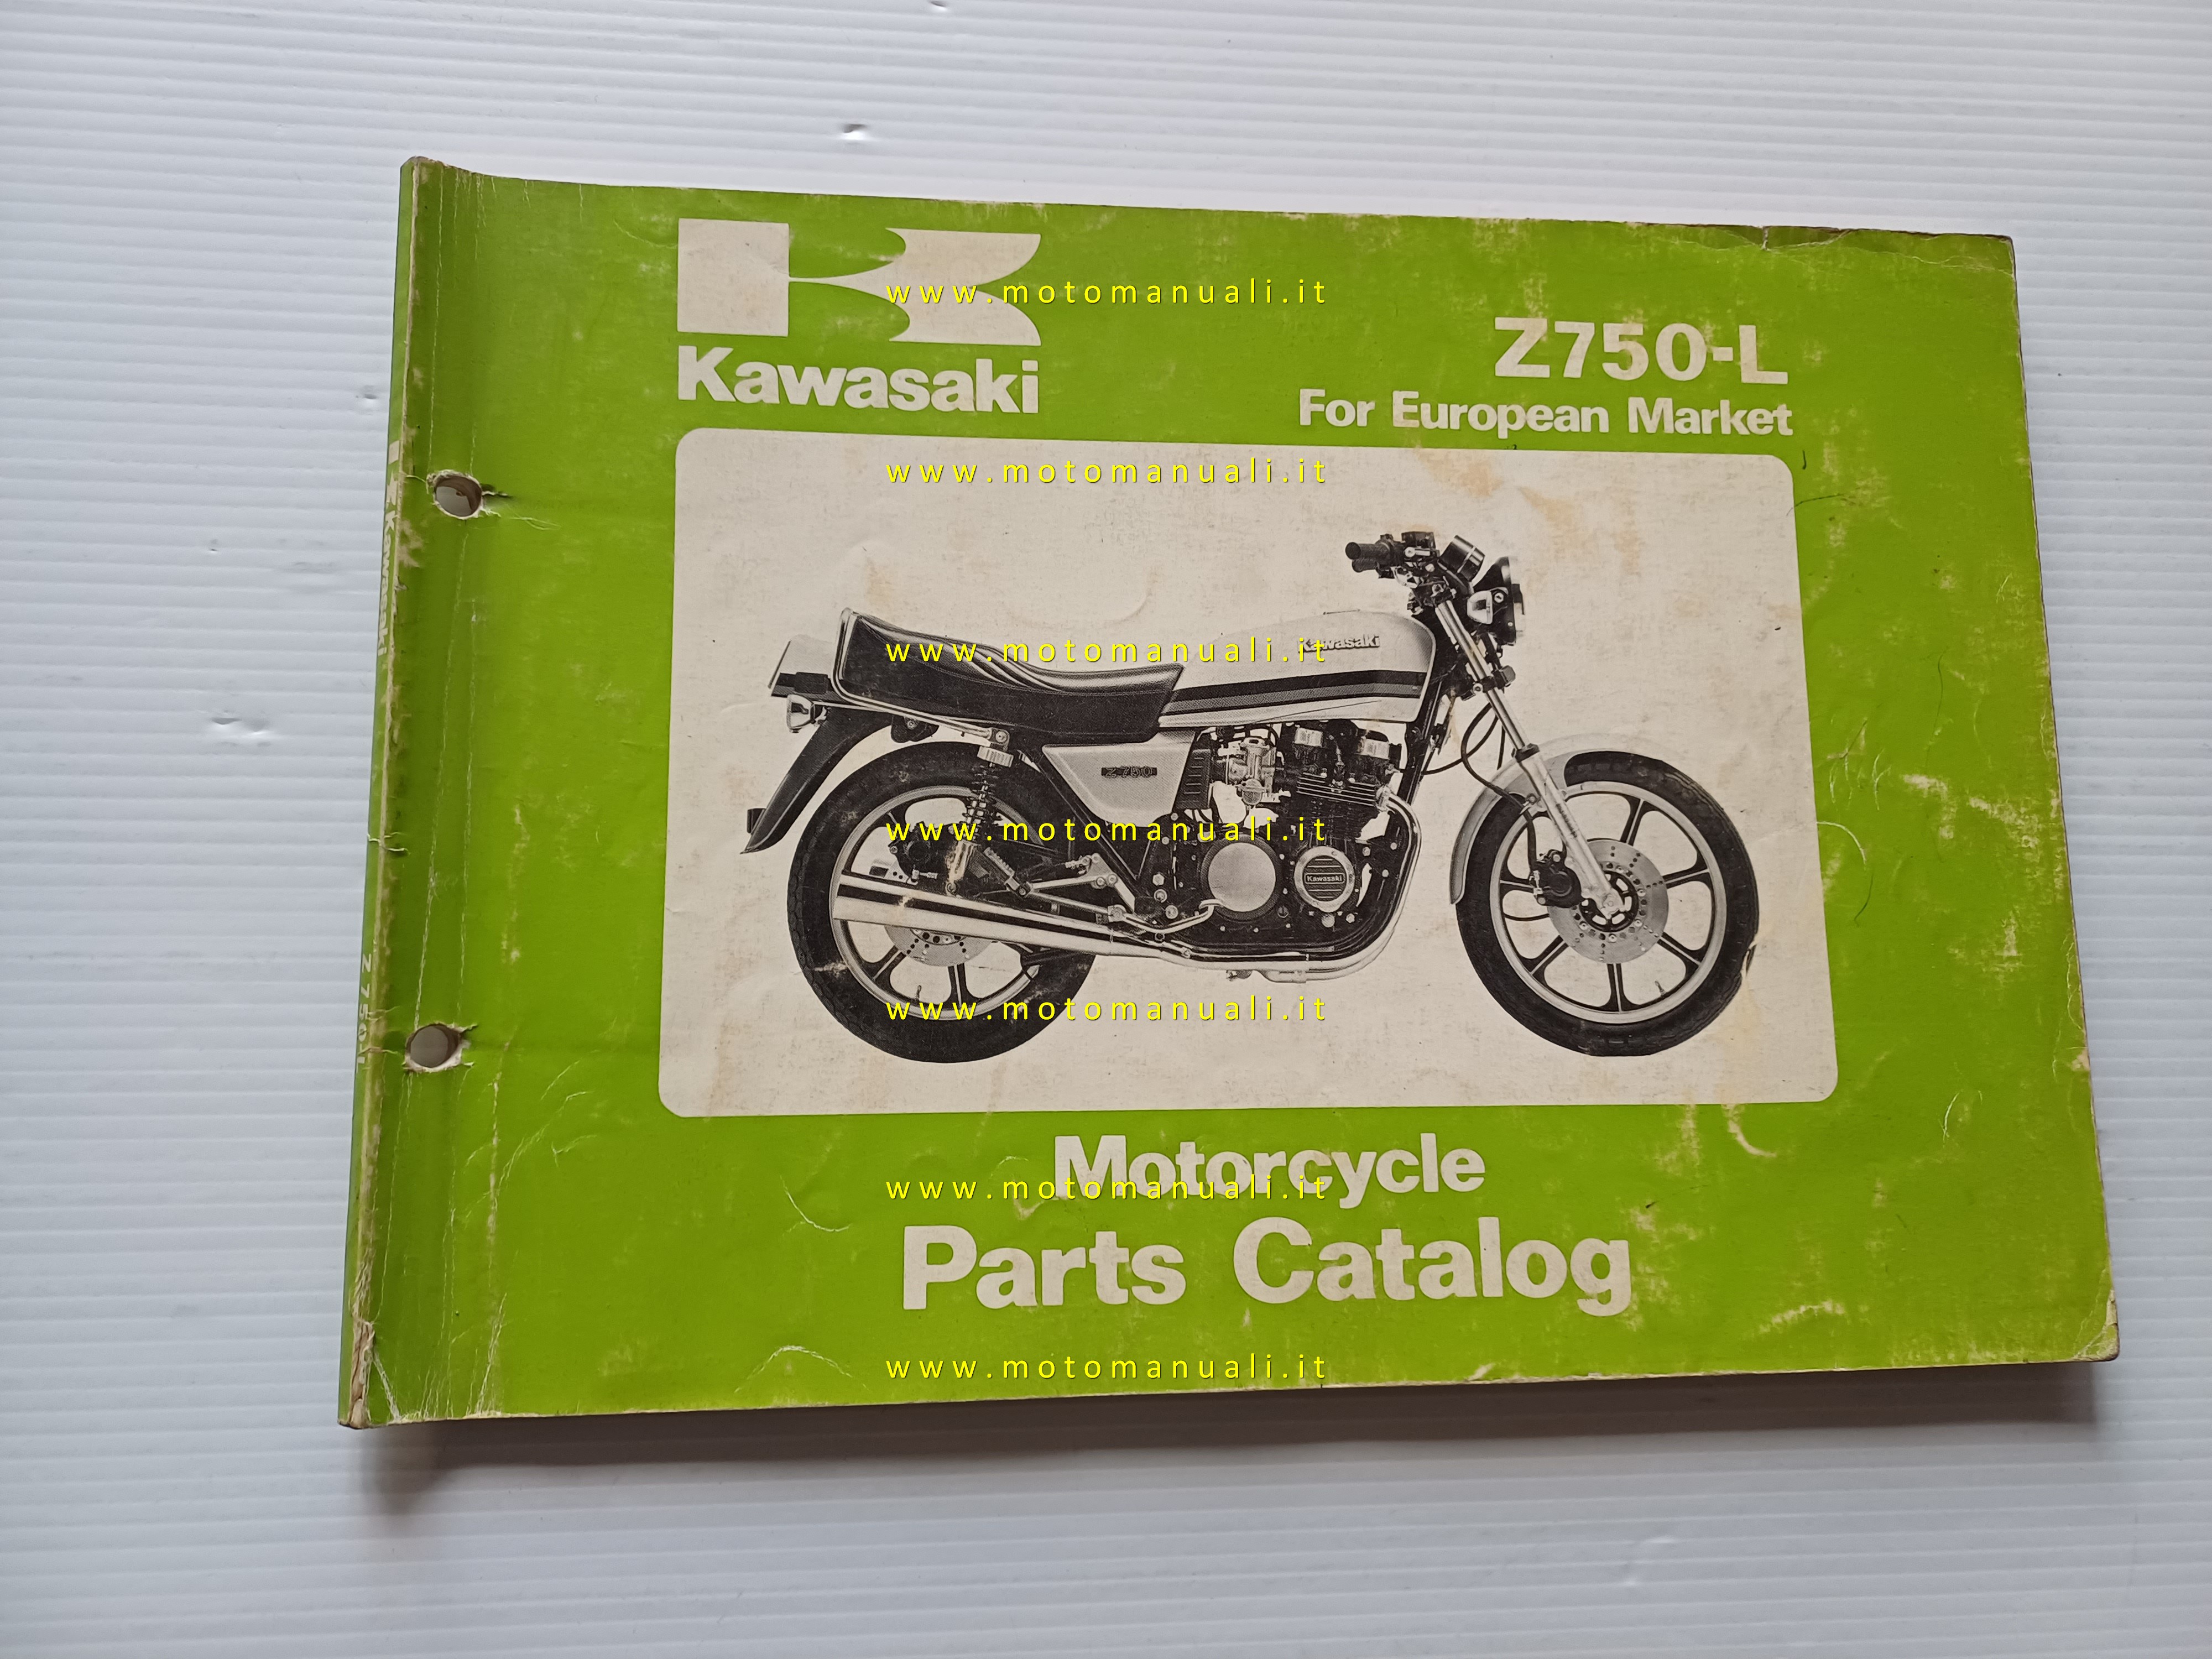 www.motomanuali.it
Kawasaki
Z750-L
For European Market
www.motomanuali.it
Kawasaki
www.motomanuali.it
Z750
www.motomanuali.it
Kawasaki
www.motomanuali.it
Motorcycle
www.motomanuali.it
Parts Catalog
www.motomanuali.it
Kawasaki